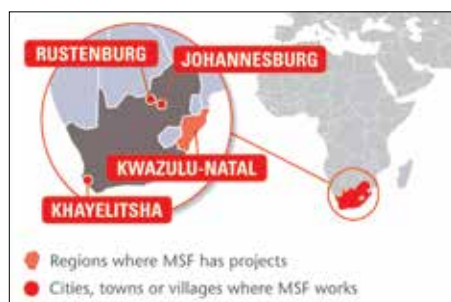 RUSTENBURG
JOHANNESBURG
KWAZULU-NATAL
KHAYELITSHA
Regions where MSF has projects
Cities, towns or villages where MSF works